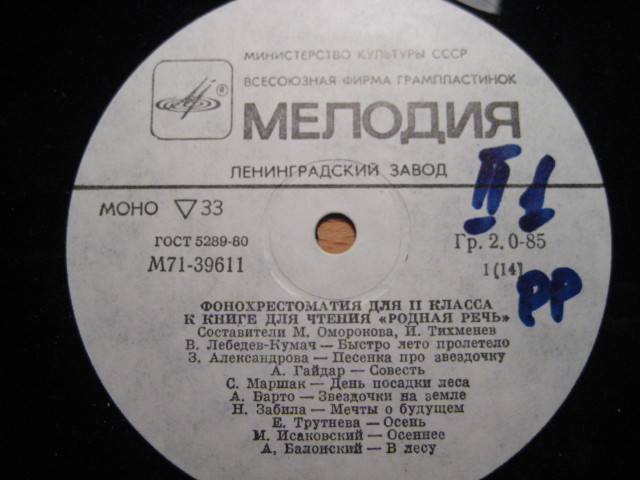 МИНИСТЕРСТВО КУЛЬТУРЫ СССР
ВСЕСОЮЗНАЯ ФИРМА ГРАМПЛАСТИНОК
®
МЕЛОДИЯ
ЛЕНИНГРАДСКИЙ ЗАВОД
МОНО ▽ 33
II 1
ГОСТ 5289-80
Гр. 2. 0-85
М71-39611
1(14)
РР
ФОНОХРЕСТОМАТИЯ ДЛЯ II КЛАССА
К КНИГЕ ДЛЯ ЧТЕНИЯ «РОДНАЯ РЕЧЬ»
Составители М. Оморокова, И. Тихменев
В. Лебедев-Кумач — Быстро лето пролетело
З. Александрова — Песенка про звездочку
А. Гайдар — Совесть
С. Маршак — День посадки леса
А. Барто — Звездочки на земле
Н. Забила — Мечты о будущем
Е. Трутнева — Осень
М. Исаковский — Осеннее
А. Балонский — В лесу